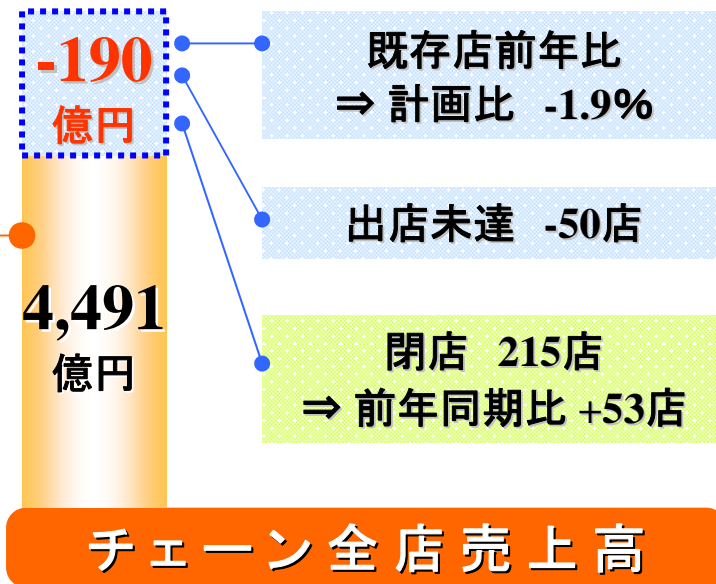 -190
億円
既存店前年比
⇒ 計画比 -1.9%
出店未達 -50店
4,491
億円
閉店 215店
⇒ 前年同期比 +53店
チェーン全店売上高